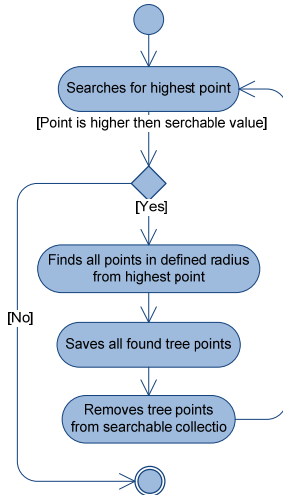 Searches for highest point
[Point is higher then serchable value]
[Yes]
Finds all points in defined radius
from highest point
[No]
Saves all found tree points
Removes tree points
from searchable collectio